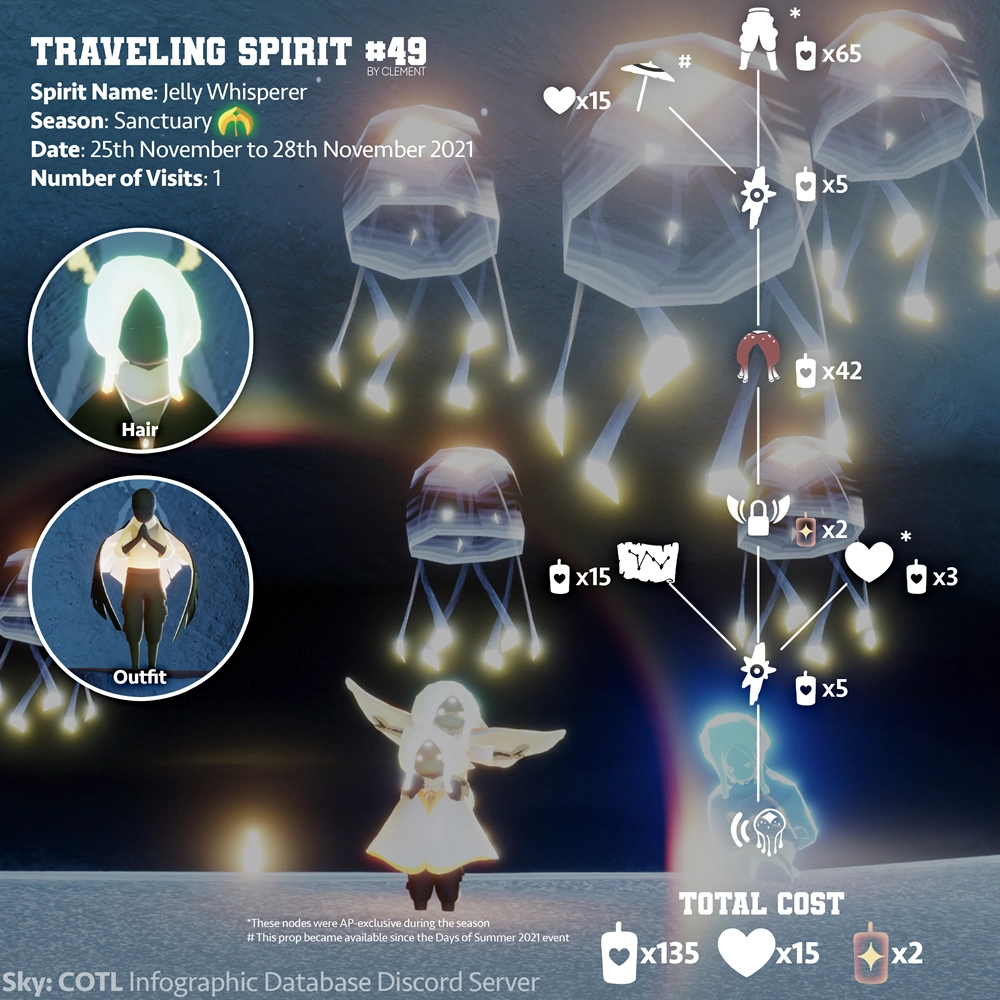 TRAVELING SPIRIT #49
BY CLEMENT
Spirit Name: Jelly Whisperer
Season: Sanctuary
Date: 25th November to 28th November 2021
Number of Visits: 1
*
x65
#
x15
x5
Hair
x42
x2
*
x15
x3
x5
Outfit
TOTAL COST
x135
x15
x2
*These nodes were AP-exclusive during the season
# This prop became available since the Days of Summer 2021 event
Sky: COTL Infographic Database Discord Server